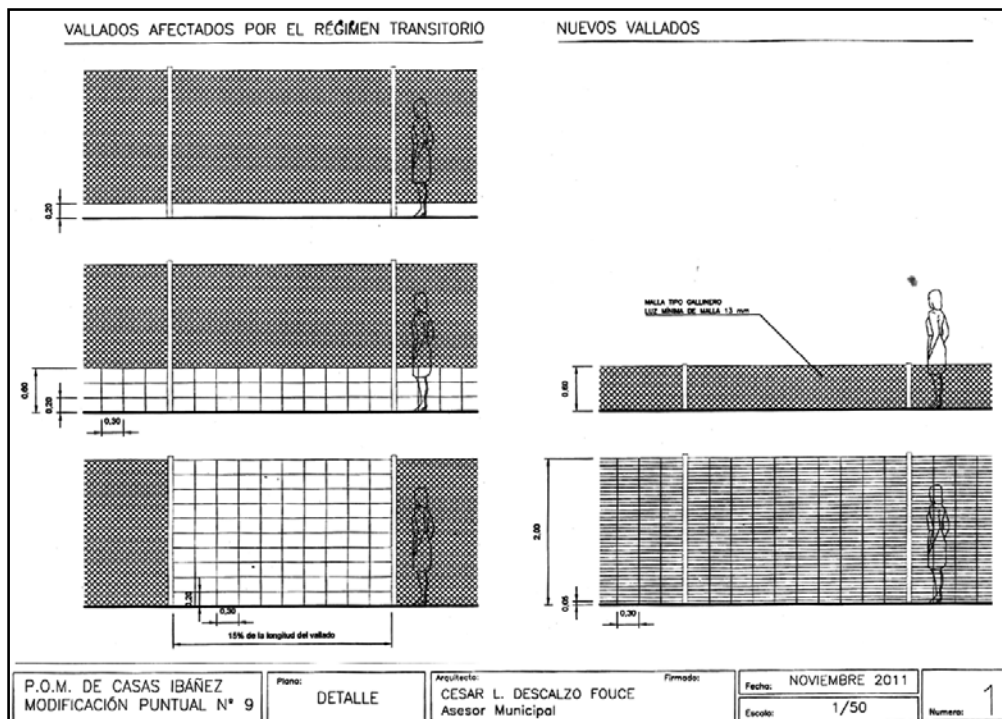 VALLADOS AFECTADOS POR EL RÉGIMEN TRANSITORIO
0,20
0,60
0,20
0,30
0,20
0,30
15% de la longitud del vallado
NUEVOS VALLADOS
MALLA TIPO GALLINERO
LUZ MÍNIMA DE MALLA 13 mm
0,60
2,00
0,05
0,30
P.O.M. DE CASAS IBÁÑEZ
MODIFICACIÓN PUNTUAL Nº 9
Plano:
DETALLE
Arquitecto:
Firmado:
CESAR L. DESCALZO FOUCE
Asesor Municipal
Fecha: NOVIEMBRE 2011
Escala: 1/50
Numero: 1